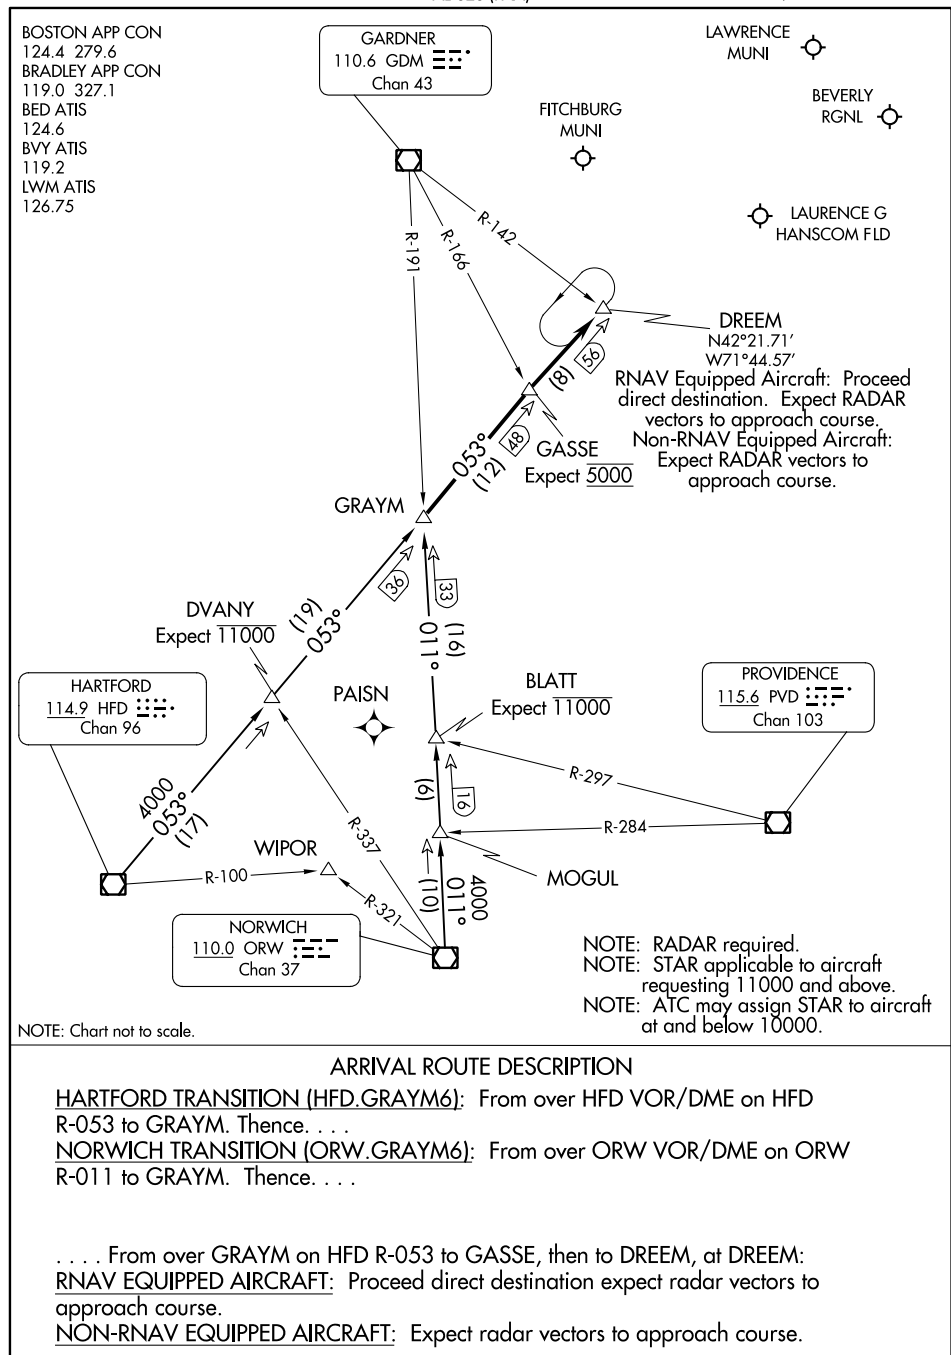 BOSTON APP CON
124.4 279.6
BRADLEY APP CON
119.0 327.1
BED ATIS
124.6
BVY ATIS
119.2
LWM ATIS
126.75
GARDNER
110.6 GDM
Chan 43
LAWRENCE
MUNI
BEVERLY
RGNL
FITCHBURG
MUNI
LAURENCE G
HANSCOM FLD
R-191
R-166
R-142
DREEM
N42°21.71’
W71°44.57’
RNAV Equipped Aircraft: Proceed
direct destination. Expect RADAR
vectors to approach course.
Non-RNAV Equipped Aircraft:
Expect RADAR vectors to
approach course.
56
(8)
48
GASSE
Expect 5000
053°
(12)
GRAYM
36
33
(19)
053°
(16)
011°
DVANY
Expect 11000
HARTFORD
114.9 HFD
Chan 96
PAISN
BLATT
Expect 11000
PROVIDENCE
115.6 PVD
Chan 103
R-297
R-284
(6)
16
MOGUL
4000
053°
(17)
R-337
WIPOR
R-100
R-321
(10)
011°
4000
NORWICH
110.0 ORW
Chan 37
NOTE: RADAR required.
NOTE: STAR applicable to aircraft
requesting 11000 and above.
NOTE: ATC may assign STAR to aircraft
at and below 10000.
NOTE: Chart not to scale.
ARRIVAL ROUTE DESCRIPTION
HARTFORD TRANSITION (HFD.GRAYM6): From over HFD VOR/DME on HFD
R-053 to GRAYM. Thence. . . .
NORWICH TRANSITION (ORW.GRAYM6): From over ORW VOR/DME on ORW
R-011 to GRAYM. Thence. . . .
. . . . From over GRAYM on HFD R-053 to GASSE, then to DREEM, at DREEM:
RNAV EQUIPPED AIRCRAFT: Proceed direct destination expect radar vectors to
approach course.
NON-RNAV EQUIPPED AIRCRAFT: Expect radar vectors to approach course.